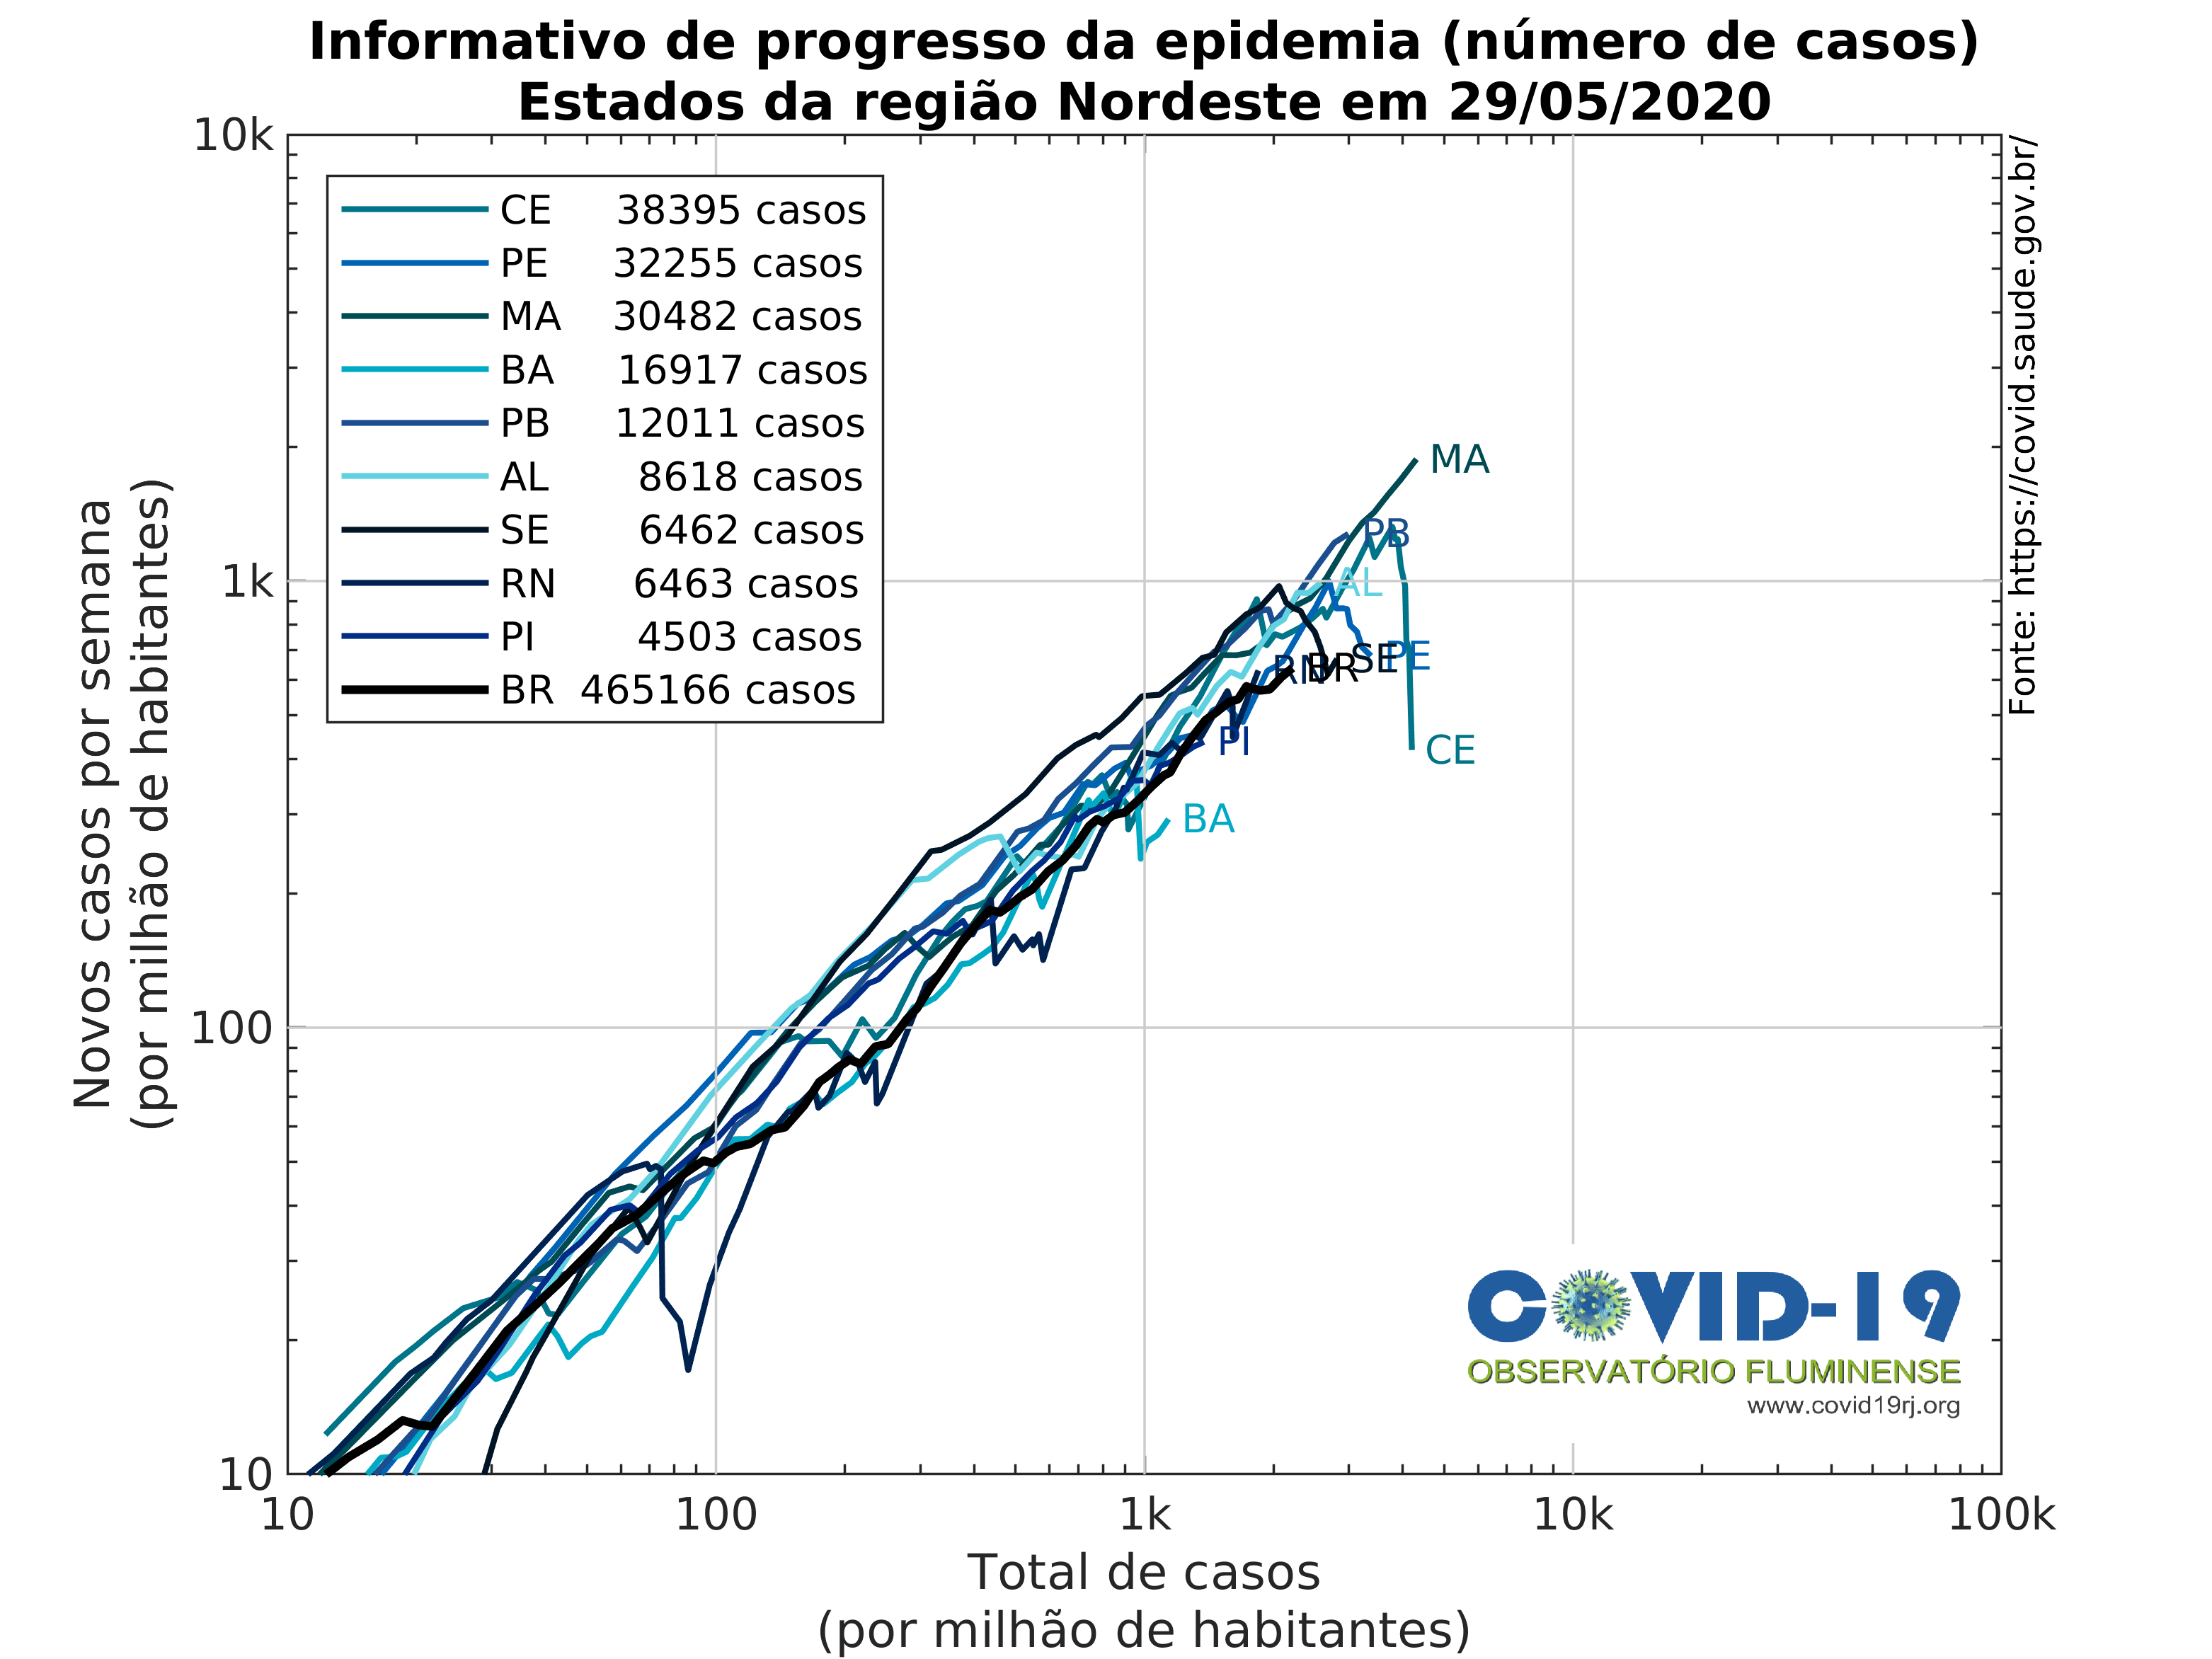 Informativo de progresso da epidemia (número de casos)
Estados da região Nordeste em 29/05/2020
10k
1k
100
10
Novos casos por semana
(por milhão de habitantes)
CE 38395 casos
PE 32255 casos
MA 30482 casos
BA 16917 casos
PB 12011 casos
AL 8618 casos
SE 6462 casos
RN 6463 casos
PI 4503 casos
BR 465166 casos
MA
PB
AL
RN
BR
SE
PE
PI
CE
BA
Fonte: https://covid.saude.gov.br/
COVID-19
OBSERVATÓRIO FLUMINENSE
www.covid19rj.org
10
100
1k
10k
100k
Total de casos
(por milhão de habitantes)